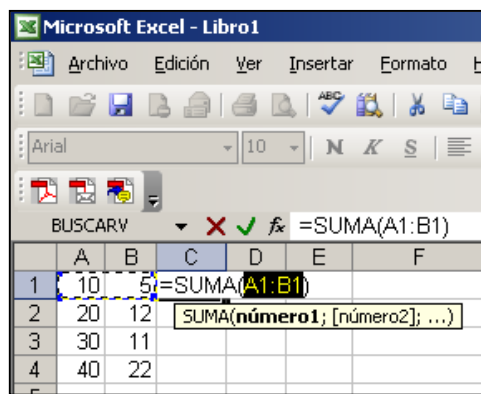 Microsoft Excel - Libro1
Archivo Edición Ver Insertar Formato
ABC
Arial 10 N K S
BUSCARV =SUMA(A1:B1)
A B C D E F
1 10 5 =SUMA(A1:B1)
2 20 12 SUMA(número1; [número2]; ...)
3 30 11
4 40 22